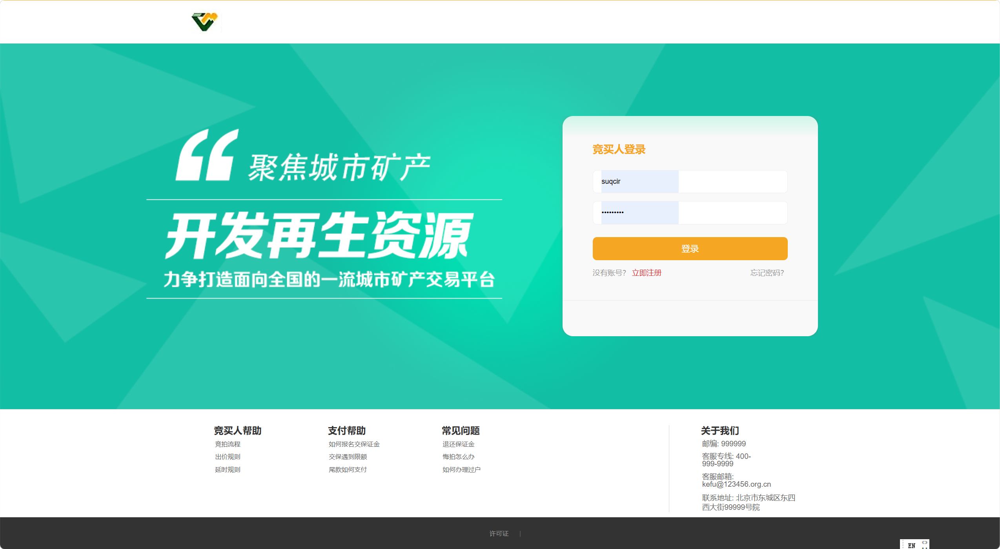 聚焦城市矿产
开发再生资源
力争打造面向全国的一流城市矿产交易平台
竞买人登录
suqcir
•••••••••
登录
没有账号? 立即注册 忘记密码?
竞买人帮助
竞拍流程
出价规则
延时规则
支付帮助
如何报名交保证金
交保遇到限额
尾款如何支付
常见问题
退还保证金
悔拍怎么办
如何办理过户
关于我们
邮编: 999999
客服专线: 400-
999-9999
客服邮箱:
kefu@123456.org.cn
联系地址: 北京市东城区东四
西大街99999号院
许可证 |
EN